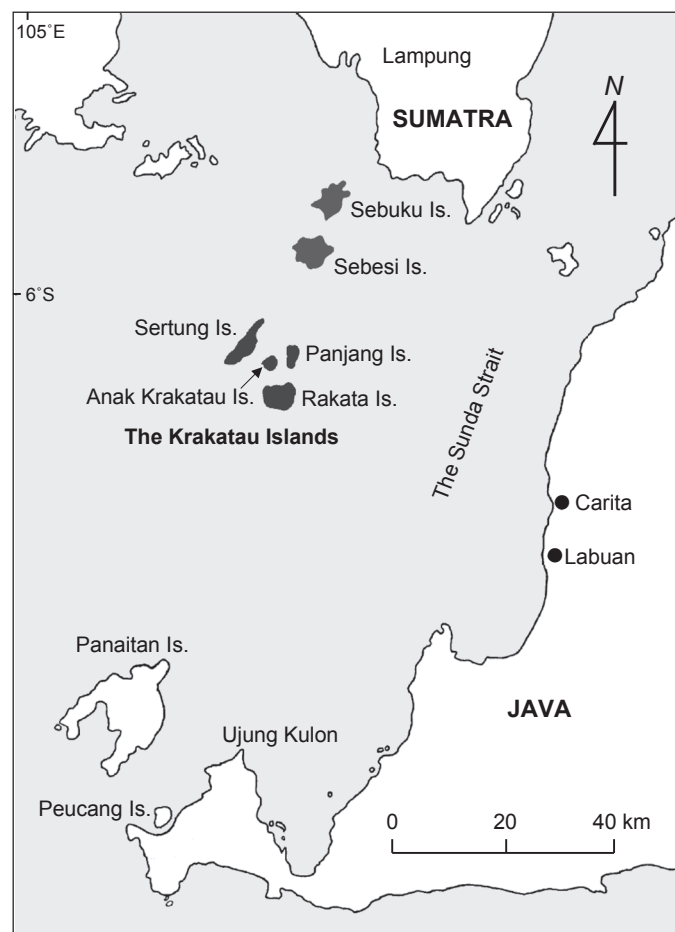 105°E
Lampung
SUMATRA
N
Sebuku Is.
Sebesi Is.
6°S
Sertung Is.
Panjang Is.
Anak Krakatau Is.
Rakata Is.
The Krakatau Islands
The Sunda Strait
Carita
Labuan
Panaitan Is.
JAVA
Ujung Kulon
Peucang Is.
0 20 40 km